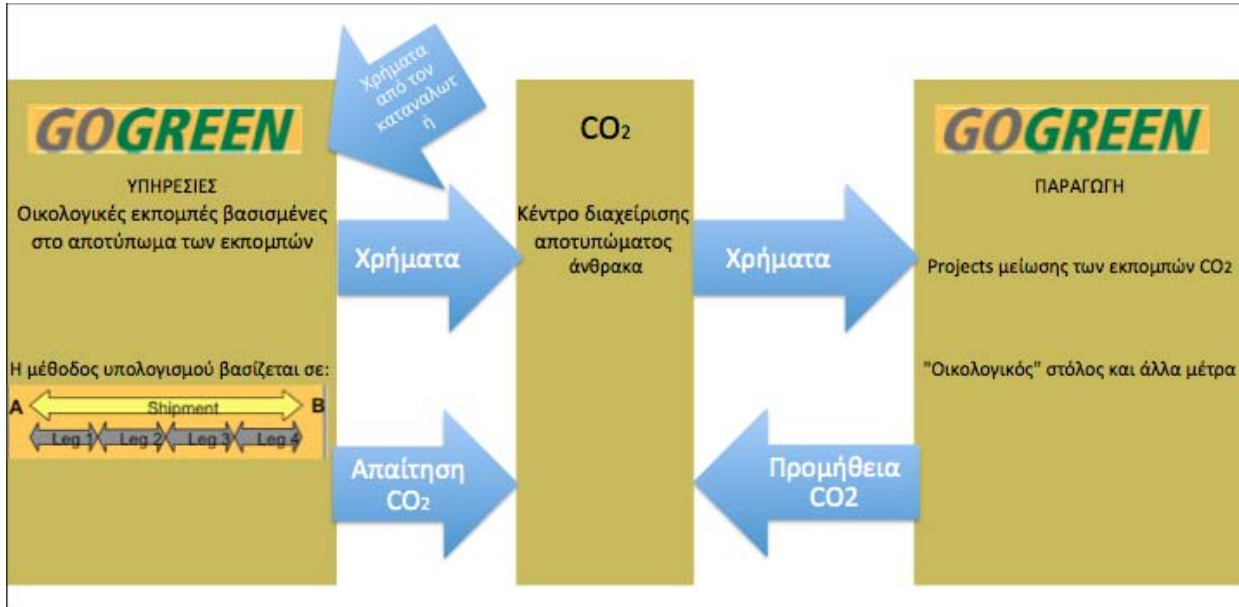 Χρήματα
από τον
καταναλωτ
ή
GOGREEN
ΥΠΗΡΕΣΙΕΣ
Οικολογικές εκπομπές βασισμένες
στο αποτύπωμα των εκπομπών
Η μέθοδος υπολογισμού βασίζεται σε:
A Shipment B
Leg 1 Leg 2 Leg 3 Leg 4
Χρήματα
Απαίτηση
CO₂
CO₂
Κέντρο διαχείρισης
αποτυπώματος
άνθρακα
Χρήματα
Προμήθεια
CO2
GOGREEN
ΠΑΡΑΓΩΓΗ
Projects μείωσης των εκπομπών CO₂
"Οικολογικός" στόλος και άλλα μέτρα